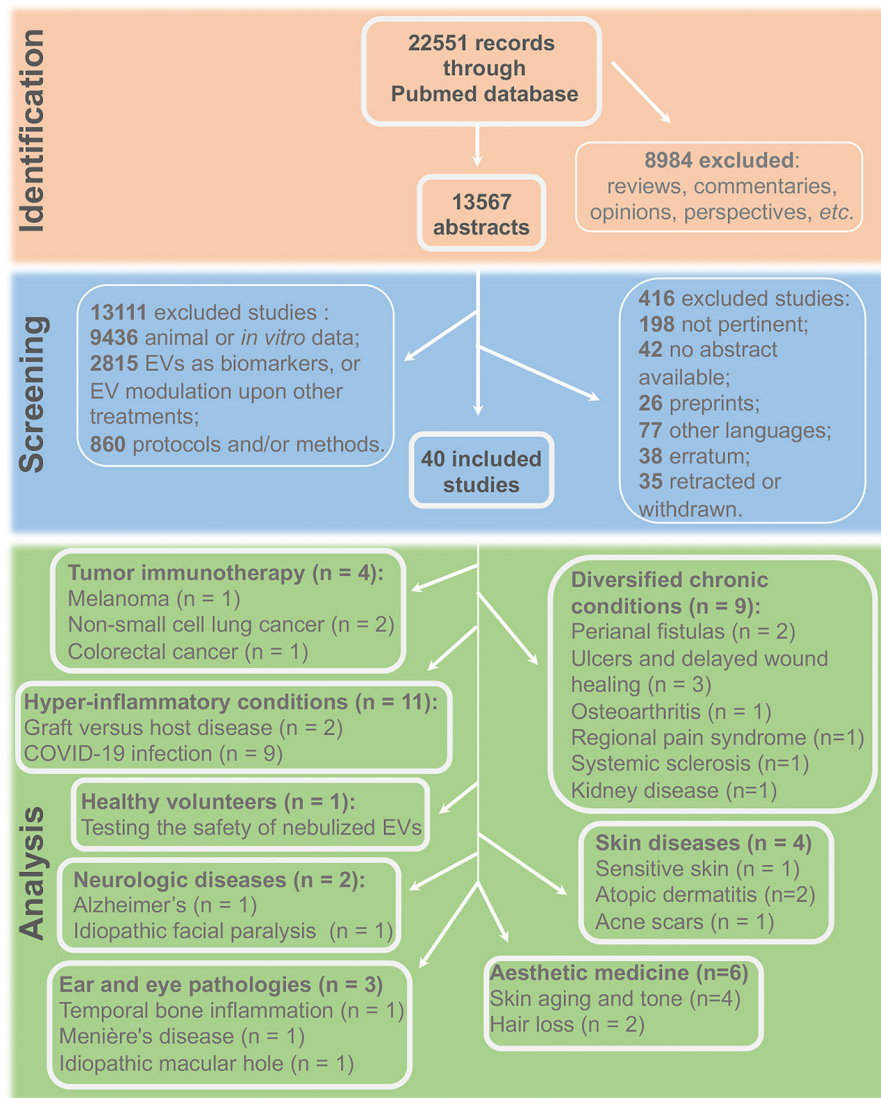 Identification
22551 records
through
Pubmed database
8984 excluded:
reviews, commentaries,
opinions, perspectives, etc.
13567
abstracts
Screening
13111 excluded studies :
9436 animal or in vitro data;
2815 EVs as biomarkers, or
EV modulation upon other
treatments;
860 protocols and/or methods.
416 excluded studies:
198 not pertinent;
42 no abstract
available;
26 preprints;
77 other languages;
38 erratum;
35 retracted or
withdrawn.
40 included
studies
Analysis
Tumor immunotherapy (n = 4):
Melanoma (n = 1)
Non-small cell lung cancer (n = 2)
Colorectal cancer (n = 1)
Diversified chronic
conditions (n = 9):
Perianal fistulas (n = 2)
Ulcers and delayed wound
healing (n = 3)
Osteoarthritis (n = 1)
Regional pain syndrome (n=1)
Systemic sclerosis (n=1)
Kidney disease (n=1)
Hyper-inflammatory conditions (n = 11):
Graft versus host disease (n = 2)
COVID-19 infection (n = 9)
Healthy volunteers (n = 1):
Testing the safety of nebulized EVs
Skin diseases (n = 4)
Sensitive skin (n = 1)
Atopic dermatitis (n=2)
Acne scars (n = 1)
Neurologic diseases (n = 2):
Alzheimer's (n = 1)
Idiopathic facial paralysis (n = 1)
Aesthetic medicine (n=6)
Skin aging and tone (n=4)
Hair loss (n = 2)
Ear and eye pathologies (n = 3)
Temporal bone inflammation (n = 1)
Menière's disease (n = 1)
Idiopathic macular hole (n = 1)